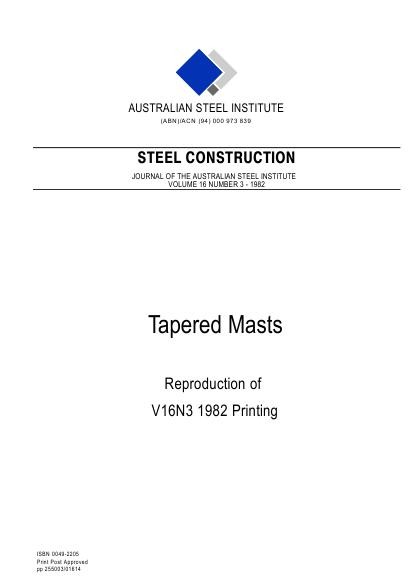 AUSTRALIAN STEEL INSTITUTE
(ABN)/ACN (94) 000 973 839
STEEL CONSTRUCTION
JOURNAL OF THE AUSTRALIAN STEEL INSTITUTE
VOLUME 16 NUMBER 3 - 1982
Tapered Masts
Reproduction of
V16N3 1982 Printing
ISBN 0049-2205
Print Post Approved
pp 255003/01614